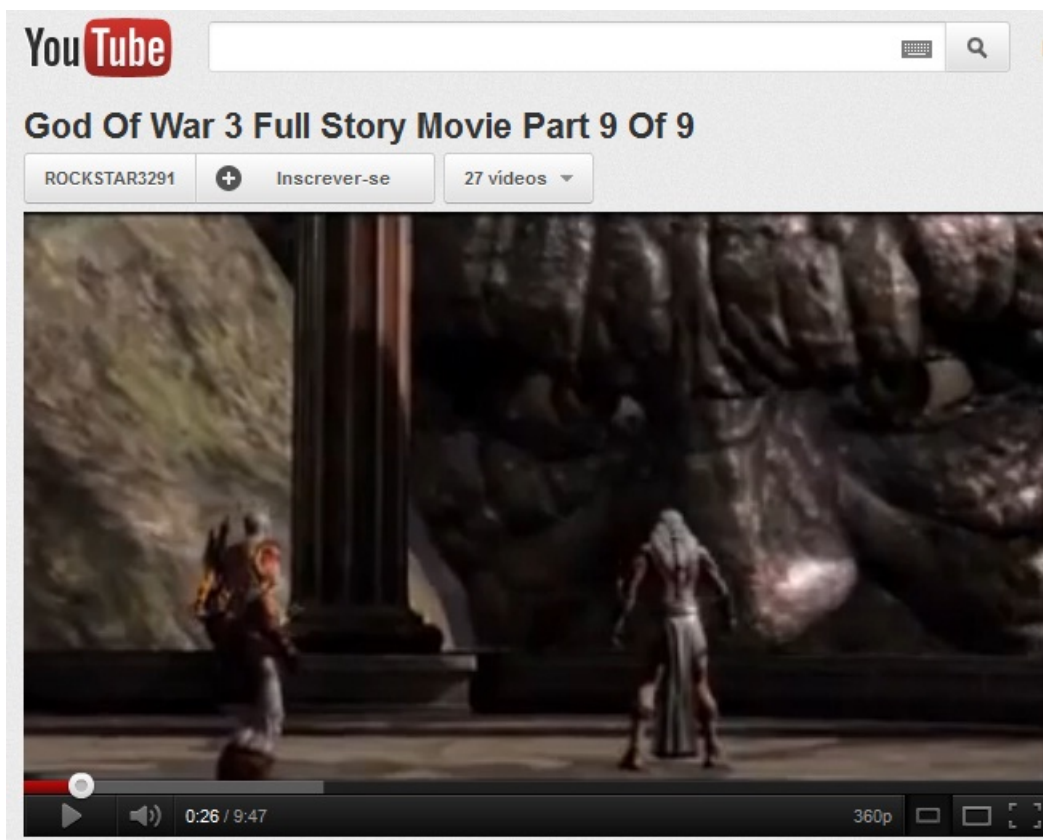 YouTube
God Of War 3 Full Story Movie Part 9 Of 9
ROCKSTAR3291 Inscrever-se 27 vídeos
0:26 / 9:47 360p